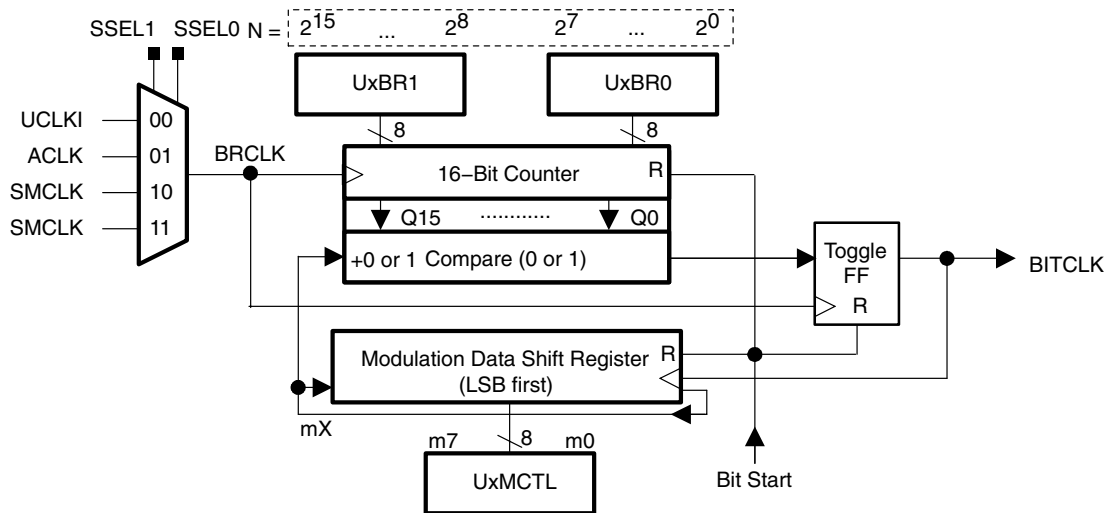 SSEL1 SSEL0 N = 2^15 ... 2^8 2^7 ... 2^0
UxBR1 UxBR0
8 8
UCLKI 00
ACLK 01
SMCLK 10
SMCLK 11
BRCLK
16–Bit Counter R
Q15 ............ Q0
+0 or 1 Compare (0 or 1)
Toggle
FF
R
BITCLK
Modulation Data Shift Register R
(LSB first)
mX
m7 8 m0
UxMCTL
Bit Start